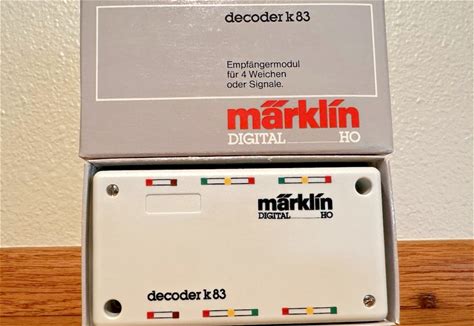 decoder k 83
Empfängermodul
für 4 Weichen
oder Signale.
märklin
DIGITAL HO
märklin
DIGITAL HO
decoder k 83